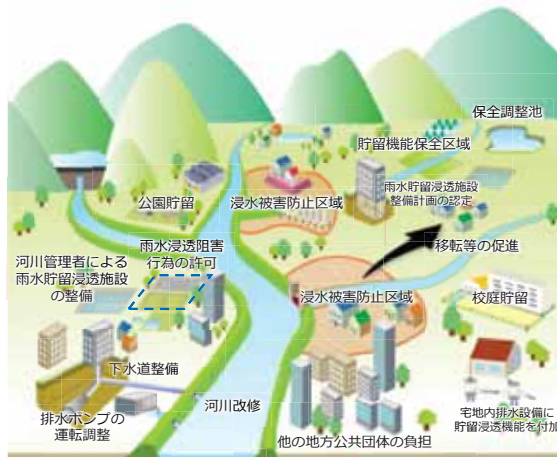 保全調整池
貯留機能保全区域
公園貯留
浸水被害防止区域
雨水貯留浸透施設
整備計画の認定
雨水浸透阻害
行為の許可
移転等の促進
河川管理者による
雨水貯留浸透施設
の整備
浸水被害防止区域
校庭貯留
下水道整備
排水ポンプの
運転調整
河川改修
宅地内排水設備に
貯留浸透機能を付加
他の地方公共団体の負担